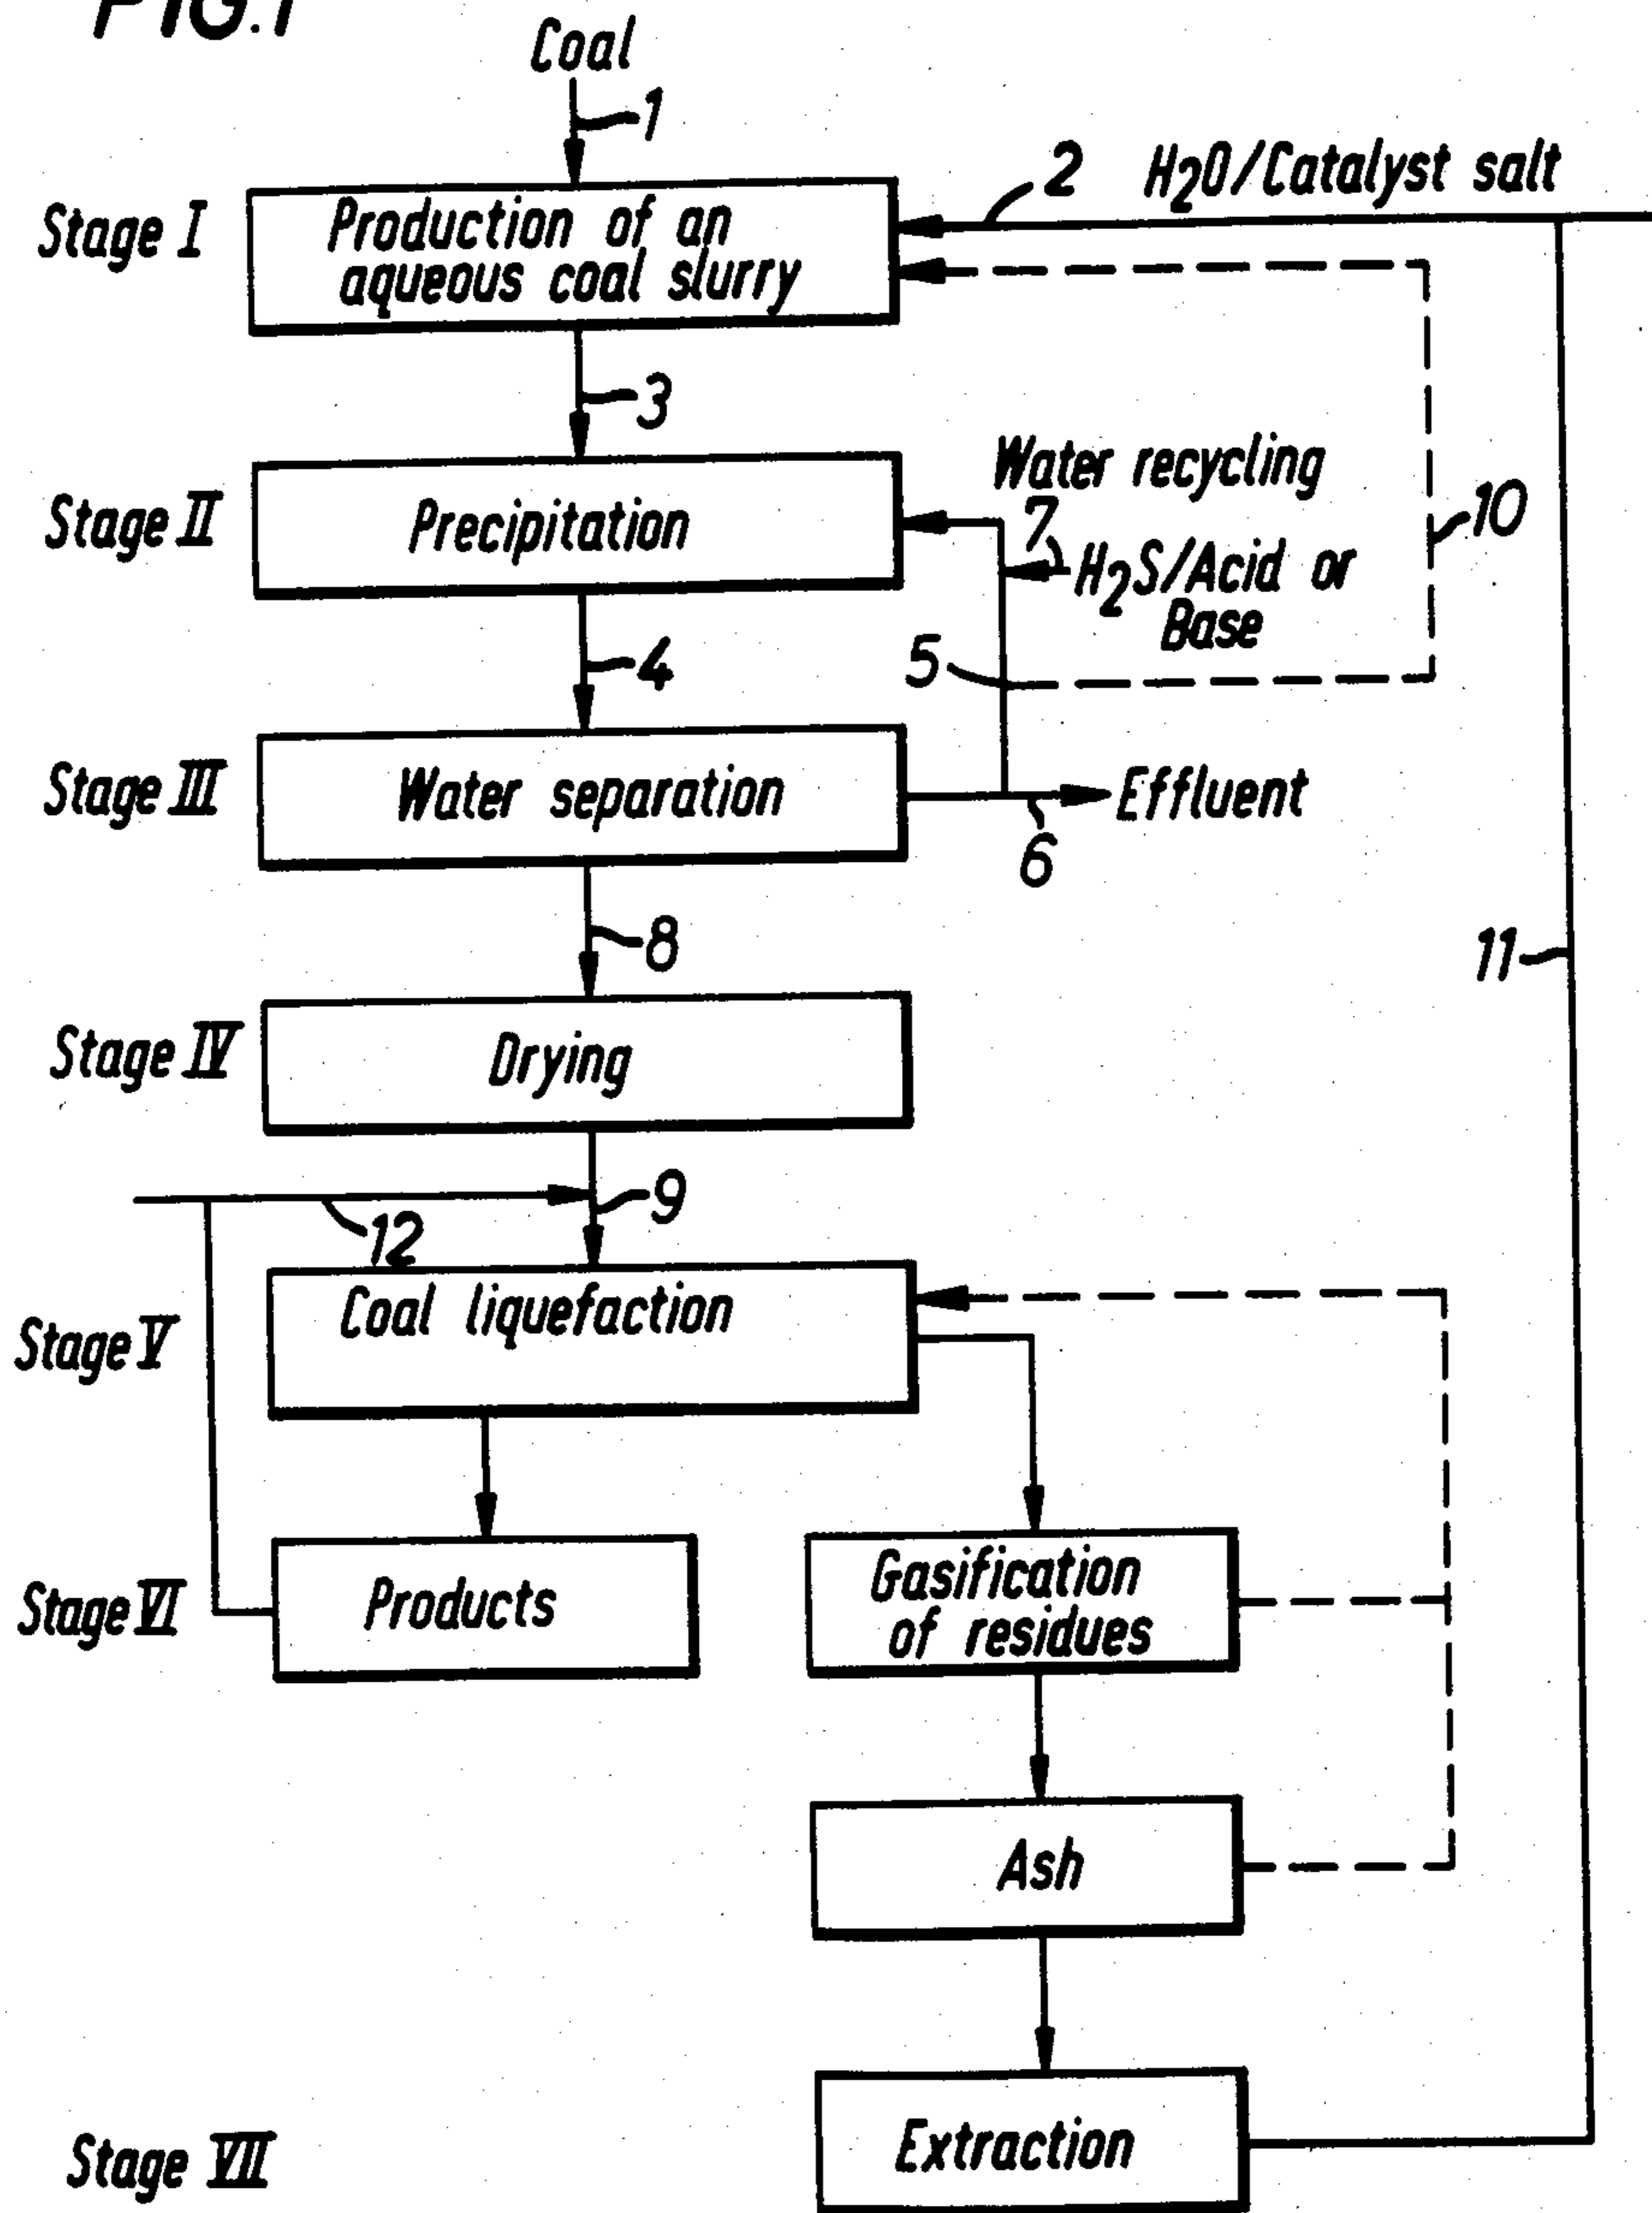 FIG.1
Coal
1
2 H2O/Catalyst salt
Stage I
Production of an
aqueous coal slurry
3
Water recycling
Stage II
Precipitation
7
10
H2S/Acid or
Base
4
5
Stage III
Water separation
Effluent
6
8
11
Stage IV
Drying
9
12
Coal liquefaction
Stage V
Stage VI
Products
Gasification
of residues
Ash
Extraction
Stage VII